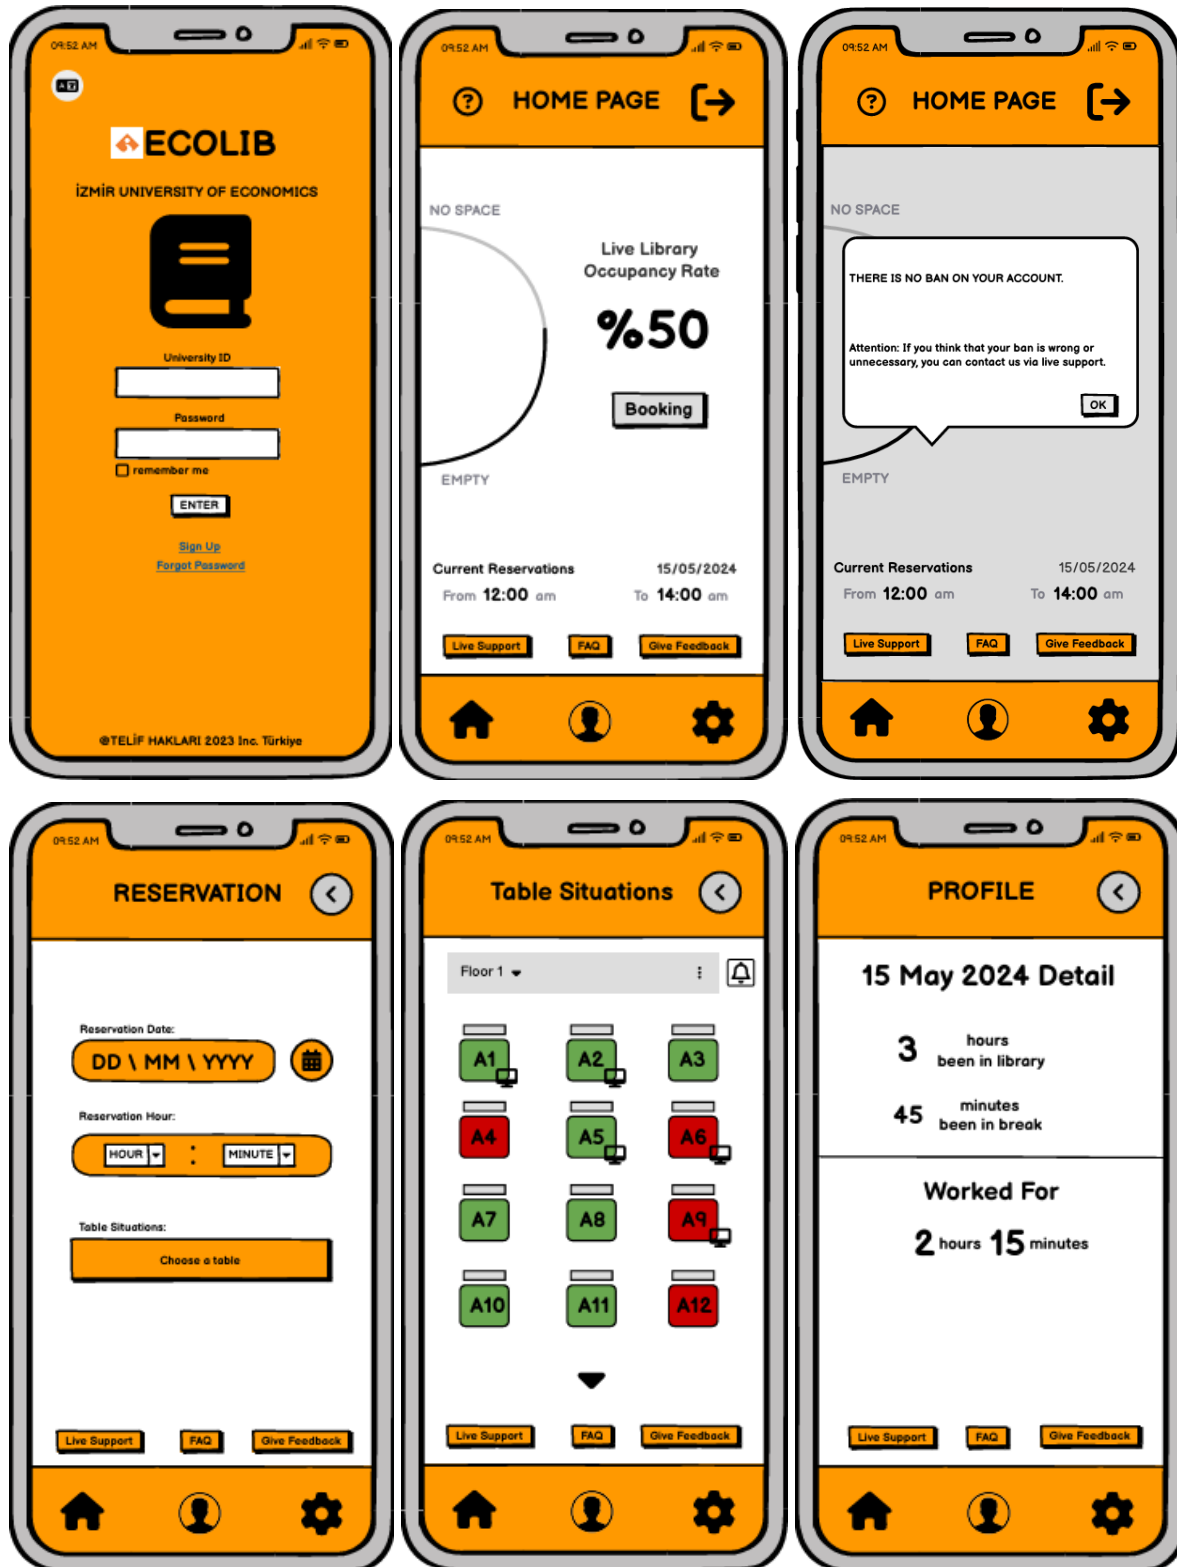 09:52 AM
ECOLIB
İZMİR UNIVERSITY OF ECONOMICS
University ID
Password
remember me
ENTER
Sign Up
Forgot Password
@TELİF HAKLARI 2023 Inc. Türkiye
09:52 AM
? HOME PAGE
NO SPACE
Live Library
Occupancy Rate
%50
Booking
EMPTY
Current Reservations 15/05/2024
From 12:00 am To 14:00 am
Live Support FAQ Give Feedback
09:52 AM
? HOME PAGE
NO SPACE
THERE IS NO BAN ON YOUR ACCOUNT.
Attention: If you think that your ban is wrong or
unnecessary, you can contact us via live support.
OK
EMPTY
Current Reservations 15/05/2024
From 12:00 am To 14:00 am
Live Support FAQ Give Feedback
09:52 AM
RESERVATION
Reservation Date:
DD \ MM \ YYYY
Reservation Hour:
HOUR : MINUTE
Table Situations:
Choose a table
Live Support FAQ Give Feedback
09:52 AM
Table Situations
Floor 1
A1 A2 A3
A4 A5 A6
A7 A8 A9
A10 A11 A12
Live Support FAQ Give Feedback
09:52 AM
PROFILE
15 May 2024 Detail
3 hours
been in library
45 minutes
been in break
Worked For
2 hours 15 minutes
Live Support FAQ Give Feedback